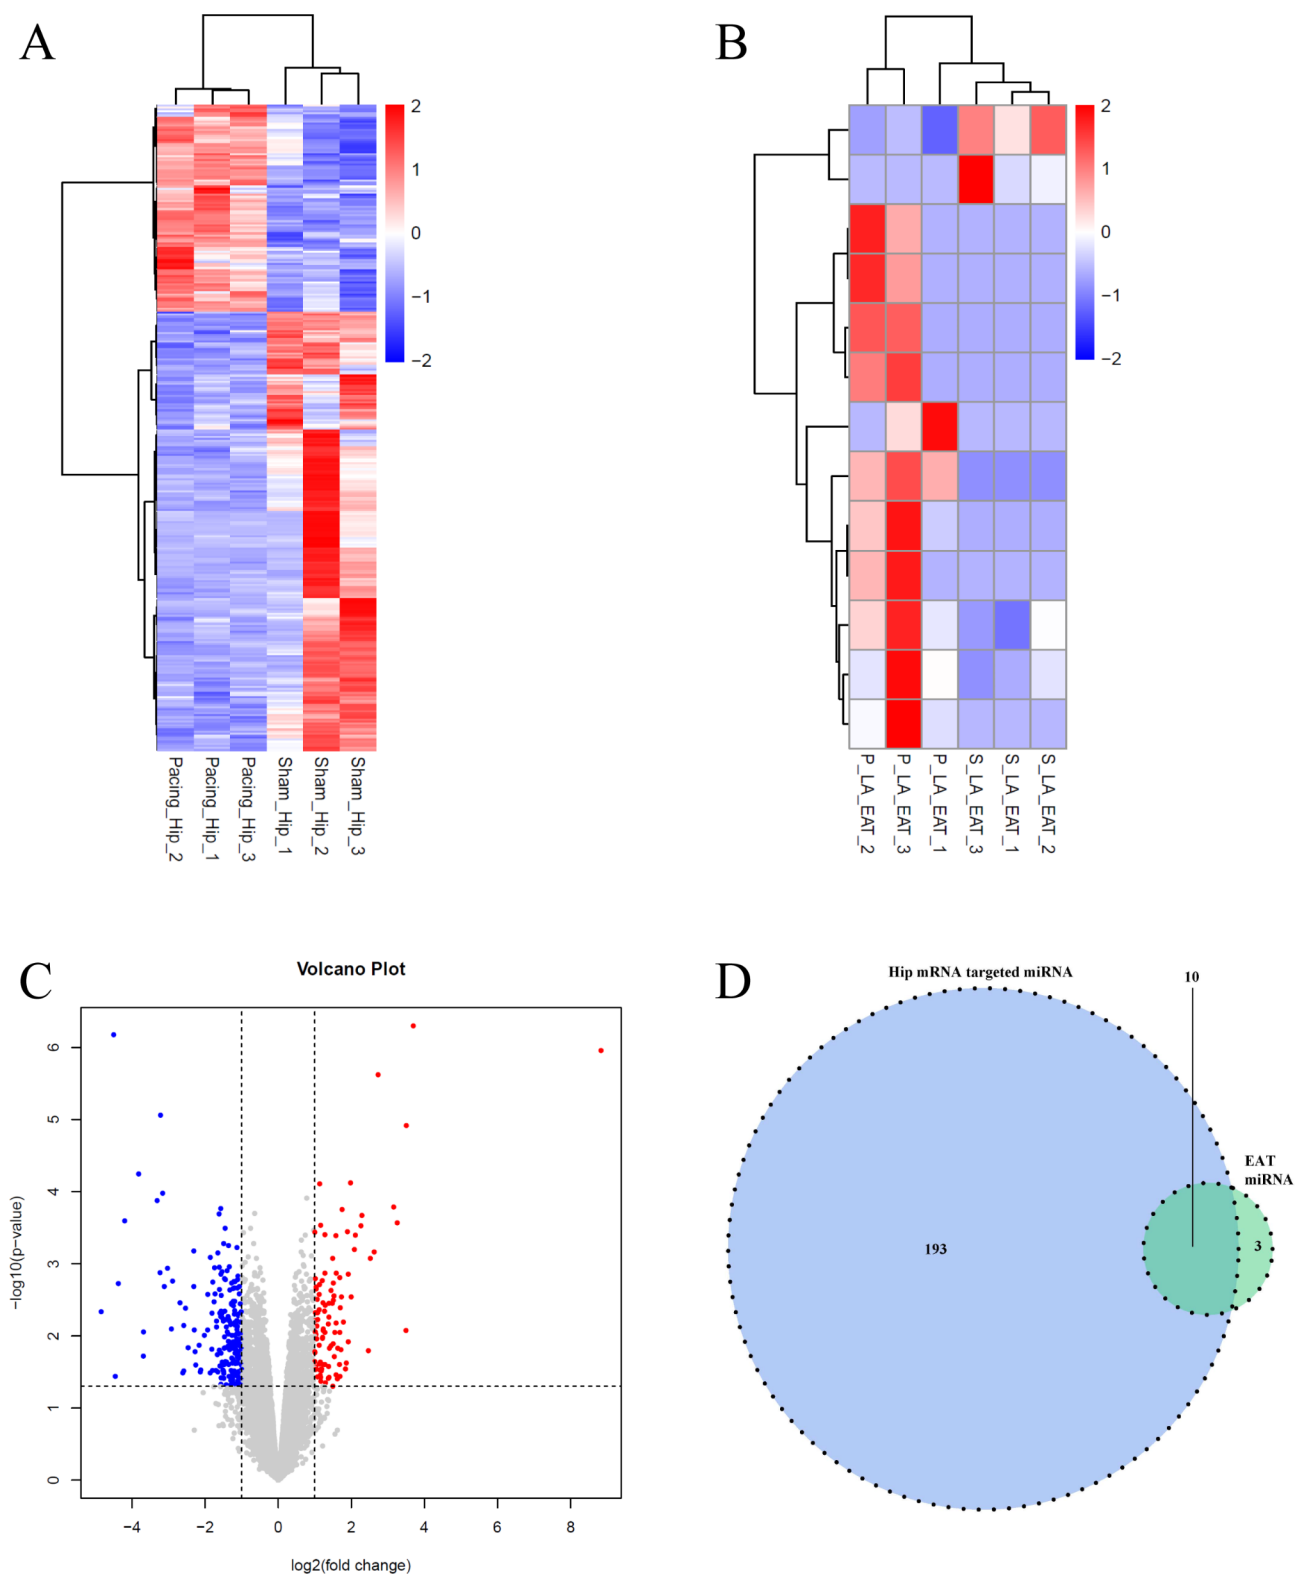 A
2
1
0
−1
−2
Pacing_Hip_2
Pacing_Hip_1
Pacing_Hip_3
Sham_Hip_1
Sham_Hip_2
Sham_Hip_3
B
2
1
0
−1
−2
P_LA_EAT_2
P_LA_EAT_3
P_LA_EAT_1
S_LA_EAT_3
S_LA_EAT_1
S_LA_EAT_2
C
Volcano Plot
−log10(p−value)
6
5
4
3
2
1
0
−4
−2
0
2
4
6
8
log2(fold change)
D
Hip mRNA targeted miRNA
10
EAT
miRNA
193
3